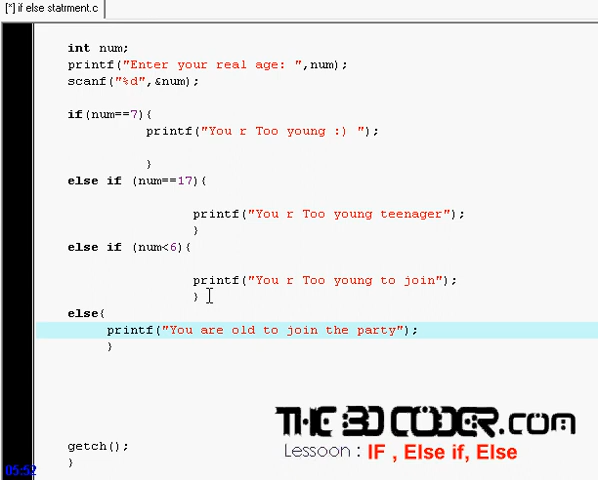 [*] if else statrment.c
int num;
printf("Enter your real age: ",num);
scanf("%d",&num);
if(num==7){
printf("You r Too young :) ");
}
else if (num==17){
printf("You r Too young teenager");
}
else if (num<6){
printf("You r Too young to join");
}
else{
printf("You are old to join the party");
}
THE 3D CODER.com
Lessoon : IF , Else if, Else
getch();
}
05:52